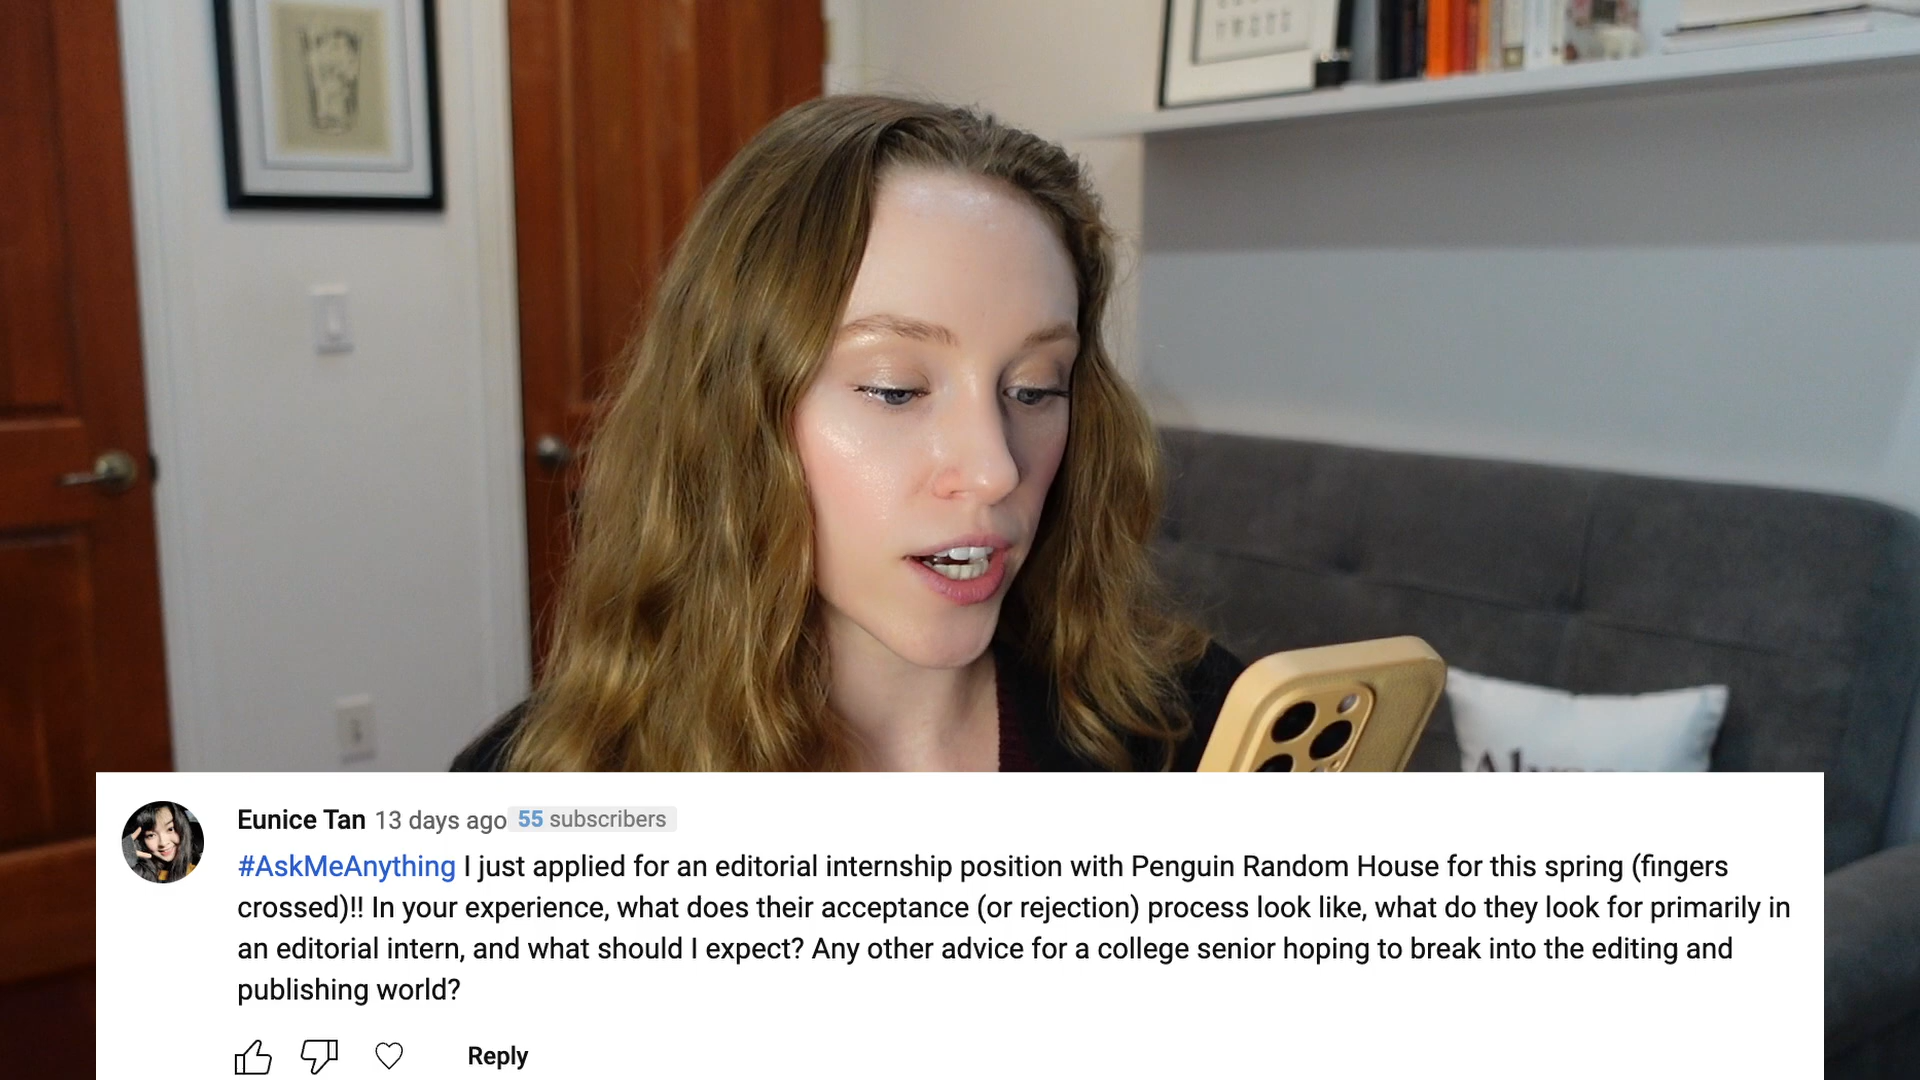 Eunice Tan 13 days ago 55 subscribers
#AskMeAnything I just applied for an editorial internship position with Penguin Random House for this spring (fingers
crossed)!! In your experience, what does their acceptance (or rejection) process look like, what do they look for primarily in
an editorial intern, and what should I expect? Any other advice for a college senior hoping to break into the editing and
publishing world?
Reply